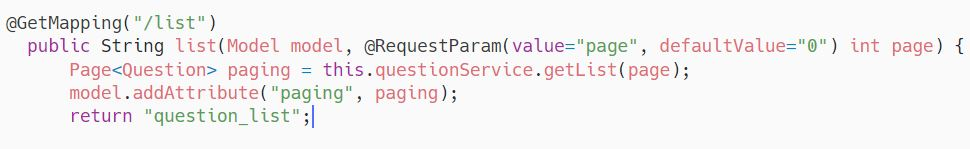 @GetMapping("/list")
public String list(Model model, @RequestParam(value="page", defaultValue="0") int page) {
Page<Question> paging = this.questionService.getList(page);
model.addAttribute("paging", paging);
return "question_list";